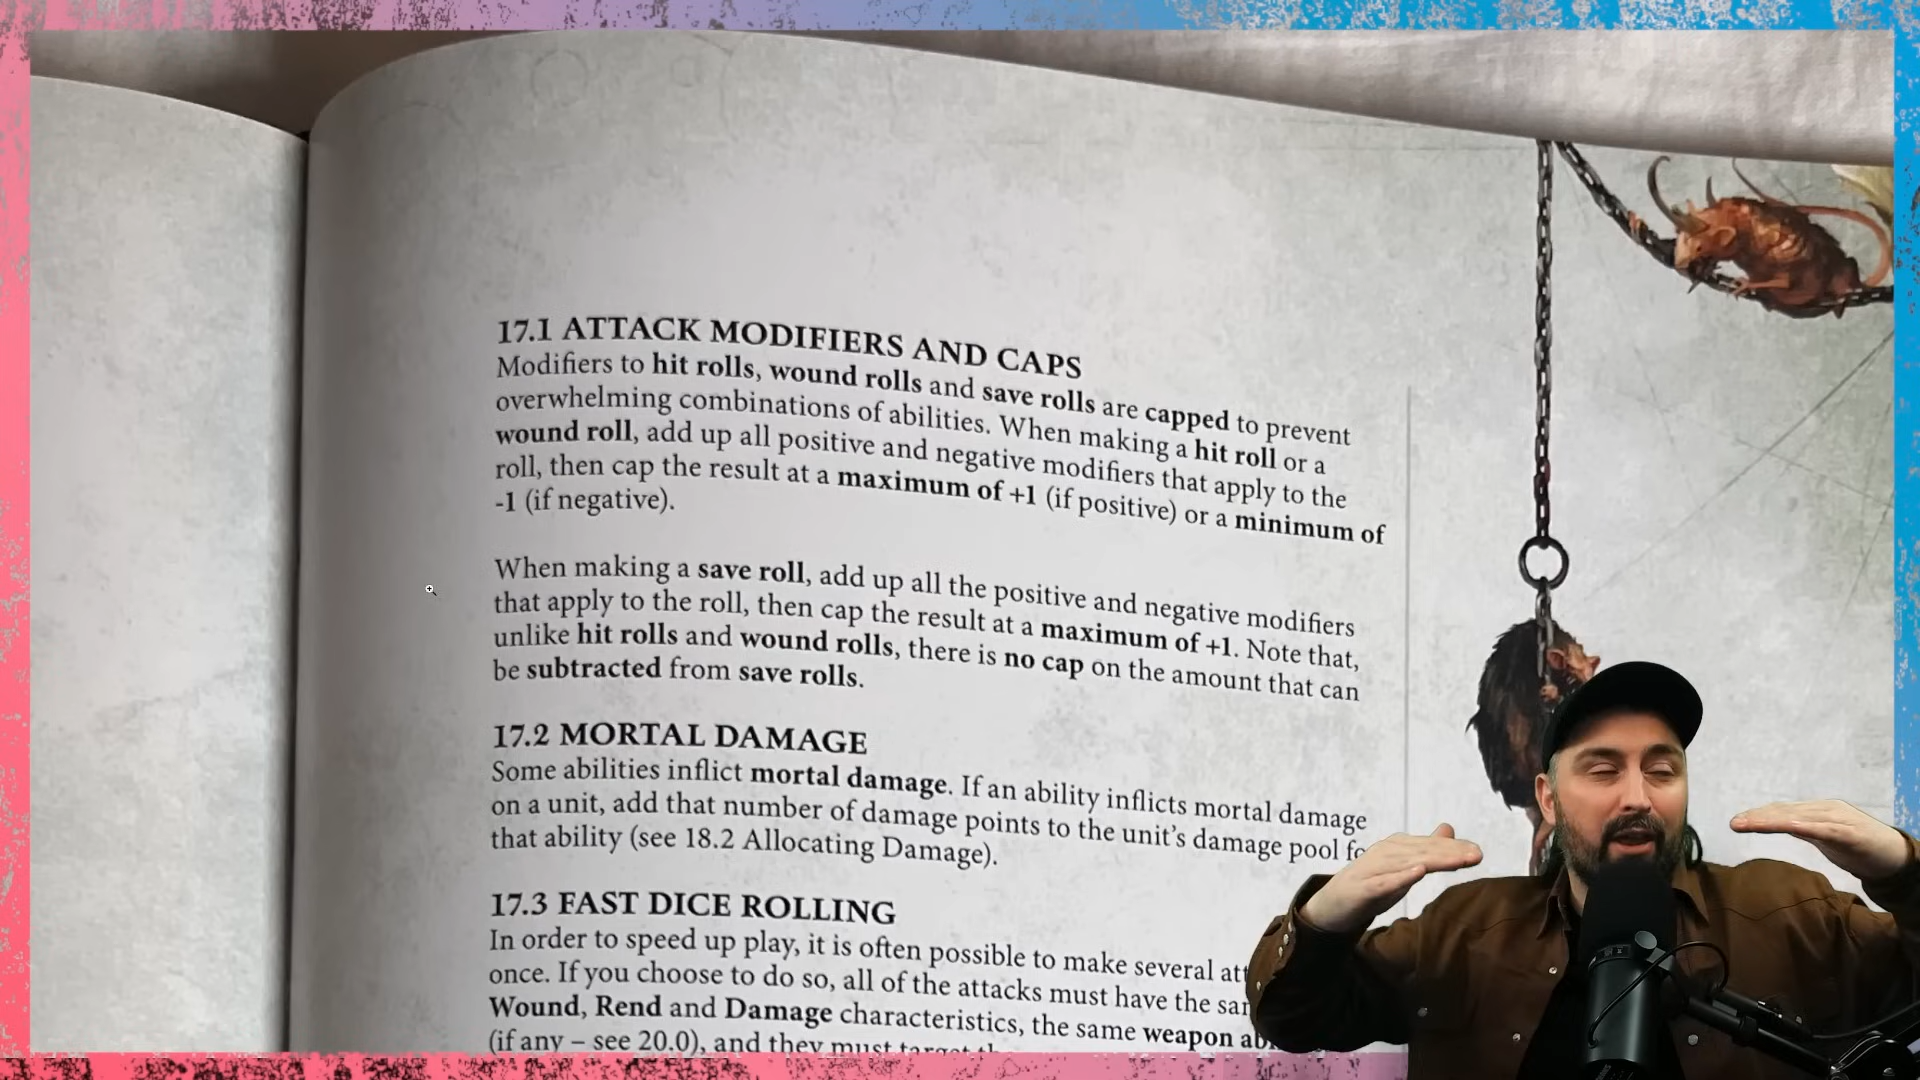 17.1 ATTACK MODIFIERS AND CAPS
Modifiers to hit rolls, wound rolls and save rolls are capped to prevent
overwhelming combinations of abilities. When making a hit roll or a
wound roll, add up all positive and negative modifiers that apply to the
roll, then cap the result at a maximum of +1 (if positive) or a minimum of
-1 (if negative).
When making a save roll, add up all the positive and negative modifiers
that apply to the roll, then cap the result at a maximum of +1. Note that,
unlike hit rolls and wound rolls, there is no cap on the amount that can
be subtracted from save rolls.
17.2 MORTAL DAMAGE
Some abilities inflict mortal damage. If an ability inflicts mortal damage
on a unit, add that number of damage points to the unit's damage pool
that ability (see 18.2 Allocating Damage).
17.3 FAST DICE ROLLING
In order to speed up play, it is often possible to make several
once. If you choose to do so, all of the attacks must have the
Wound, Rend and Damage characteristics, the same weapon
(if any – see 20.0), and they must